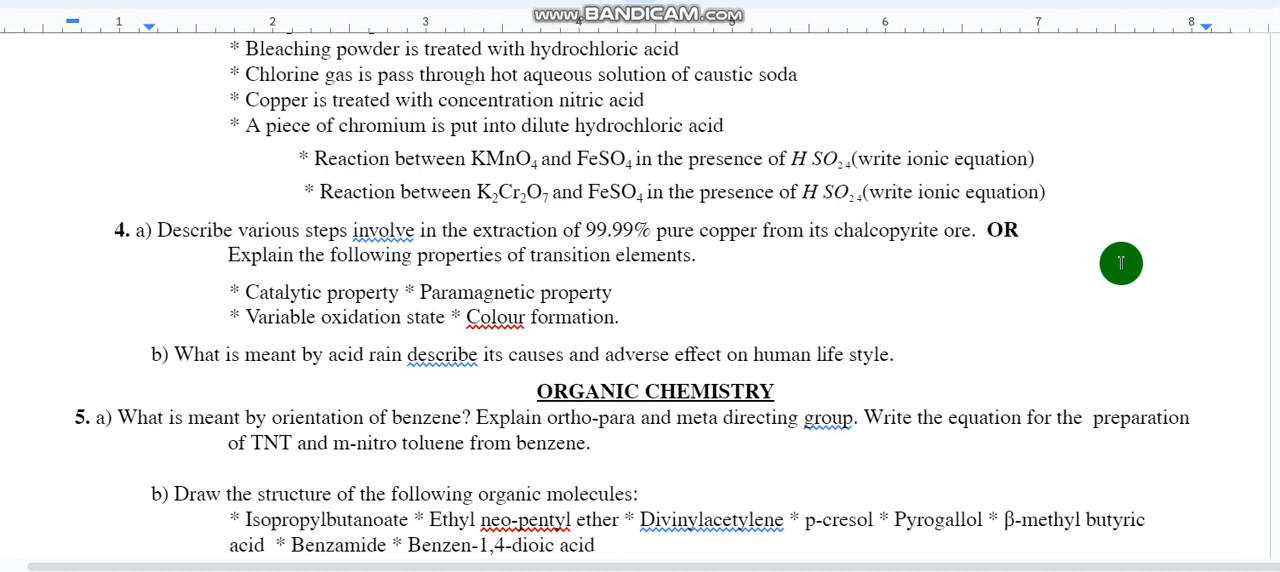 www.BANDICAM.com
1 2 3 4 5 6 7 8
* Bleaching powder is treated with hydrochloric acid
* Chlorine gas is pass through hot aqueous solution of caustic soda
* Copper is treated with concentration nitric acid
* A piece of chromium is put into dilute hydrochloric acid
* Reaction between KMnO₄ and FeSO₄ in the presence of H SO₂ ₄(write ionic equation)
* Reaction between K₂Cr₂O₇ and FeSO₄ in the presence of H SO₂ ₄(write ionic equation)
4. a) Describe various steps involve in the extraction of 99.99% pure copper from its chalcopyrite ore. OR
Explain the following properties of transition elements.
* Catalytic property * Paramagnetic property
* Variable oxidation state * Colour formation.
b) What is meant by acid rain describe its causes and adverse effect on human life style.
ORGANIC CHEMISTRY
5. a) What is meant by orientation of benzene? Explain ortho-para and meta directing group. Write the equation for the preparation
of TNT and m-nitro toluene from benzene.
b) Draw the structure of the following organic molecules:
* Isopropylbutanoate * Ethyl neo-pentyl ether * Divinylacetylene * p-cresol * Pyrogallol * β-methyl butyric
acid * Benzamide * Benzen-1,4-dioic acid